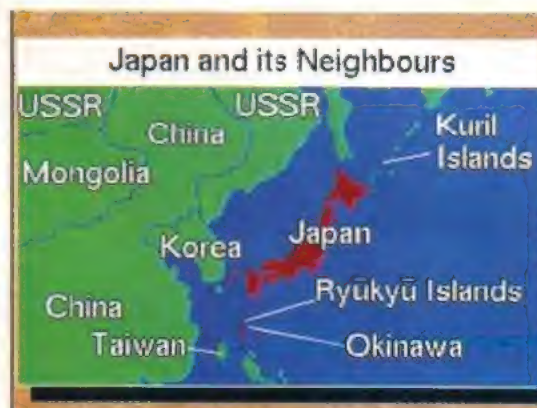 Japan and its Neighbours
USSR
USSR
China
Kuril
Islands
Mongolia
Korea
Japan
Ryūkyū Islands
China
Taiwan
Okinawa